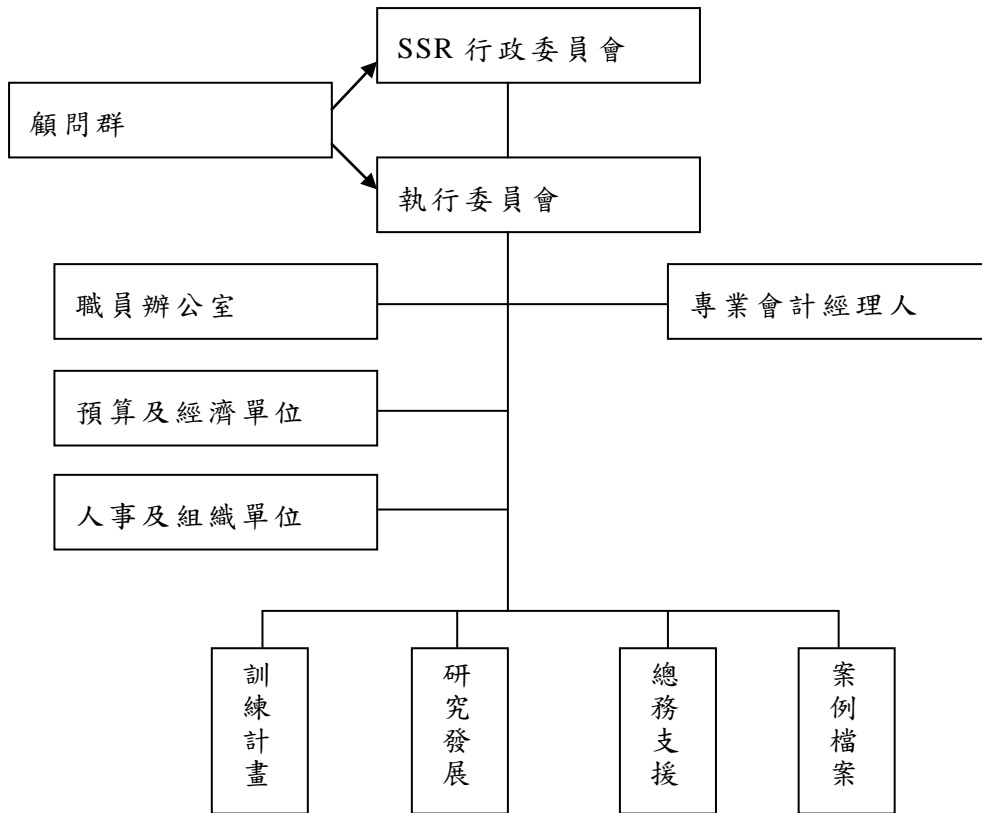 SSR 行政委員會
顧問群
執行委員會
職員辦公室
專業會計經理人
預算及經濟單位
人事及組織單位
訓練計畫
研究發展
總務支援
案例檔案